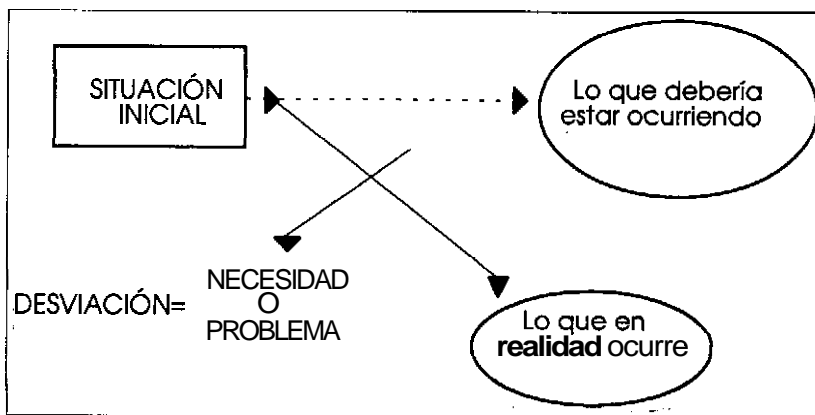 SITUACIÓN
INICIAL
Lo que debería
estar ocurriendo
DESVIACIÓN=
NECESIDAD
O
PROBLEMA
Lo que en
realidad ocurre